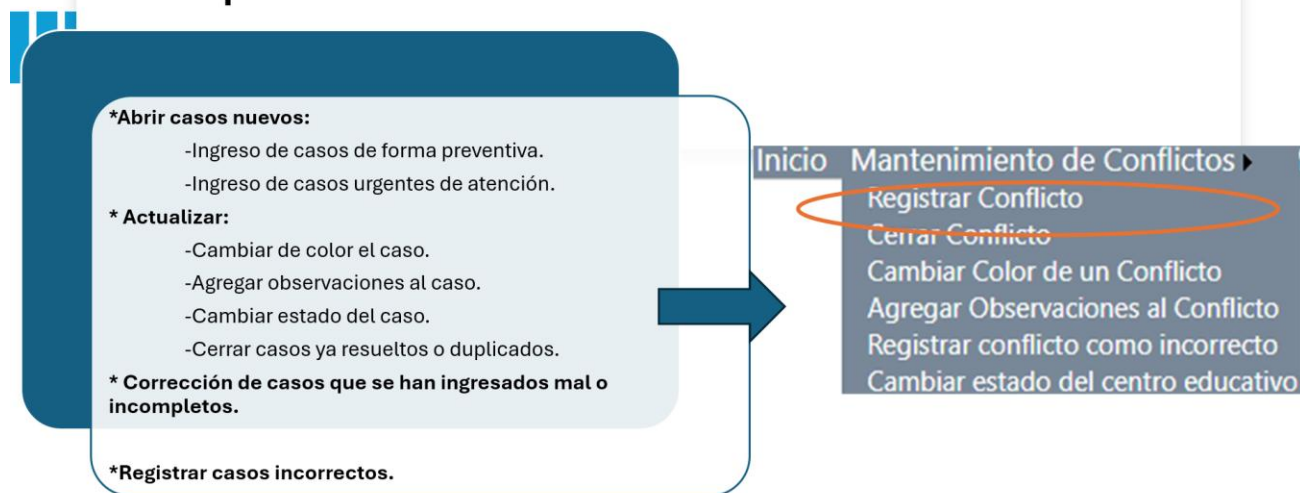 *Abrir casos nuevos:
-Ingreso de casos de forma preventiva.
-Ingreso de casos urgentes de atención.
* Actualizar:
-Cambiar de color el caso.
-Agregar observaciones al caso.
-Cambiar estado del caso.
-Cerrar casos ya resueltos o duplicados.
* Corrección de casos que se han ingresados mal o
incompletos.
*Registrar casos incorrectos.
Inicio Mantenimiento de Conflictos
Registrar Conflicto
Cerrar Conflicto
Cambiar Color de un Conflicto
Agregar Observaciones al Conflicto
Registrar conflicto como incorrecto
Cambiar estado del centro educativo